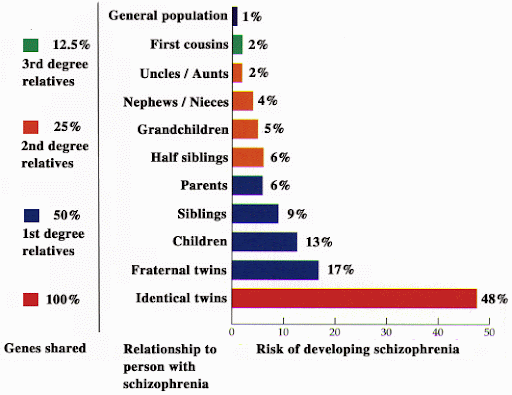 General population 1%
12.5%
3rd degree
relatives
First cousins 2%
Uncles / Aunts 2%
Nephews / Nieces 4%
25%
2nd degree
relatives
Grandchildren 5%
Half siblings 6%
Parents 6%
50%
1st degree
relatives
Siblings 9%
Children 13%
Fraternal twins 17%
100%
Identical twins 48%
0 10 20 30 40 50
Genes shared
Relationship to
person with
schizophrenia
Risk of developing schizophrenia